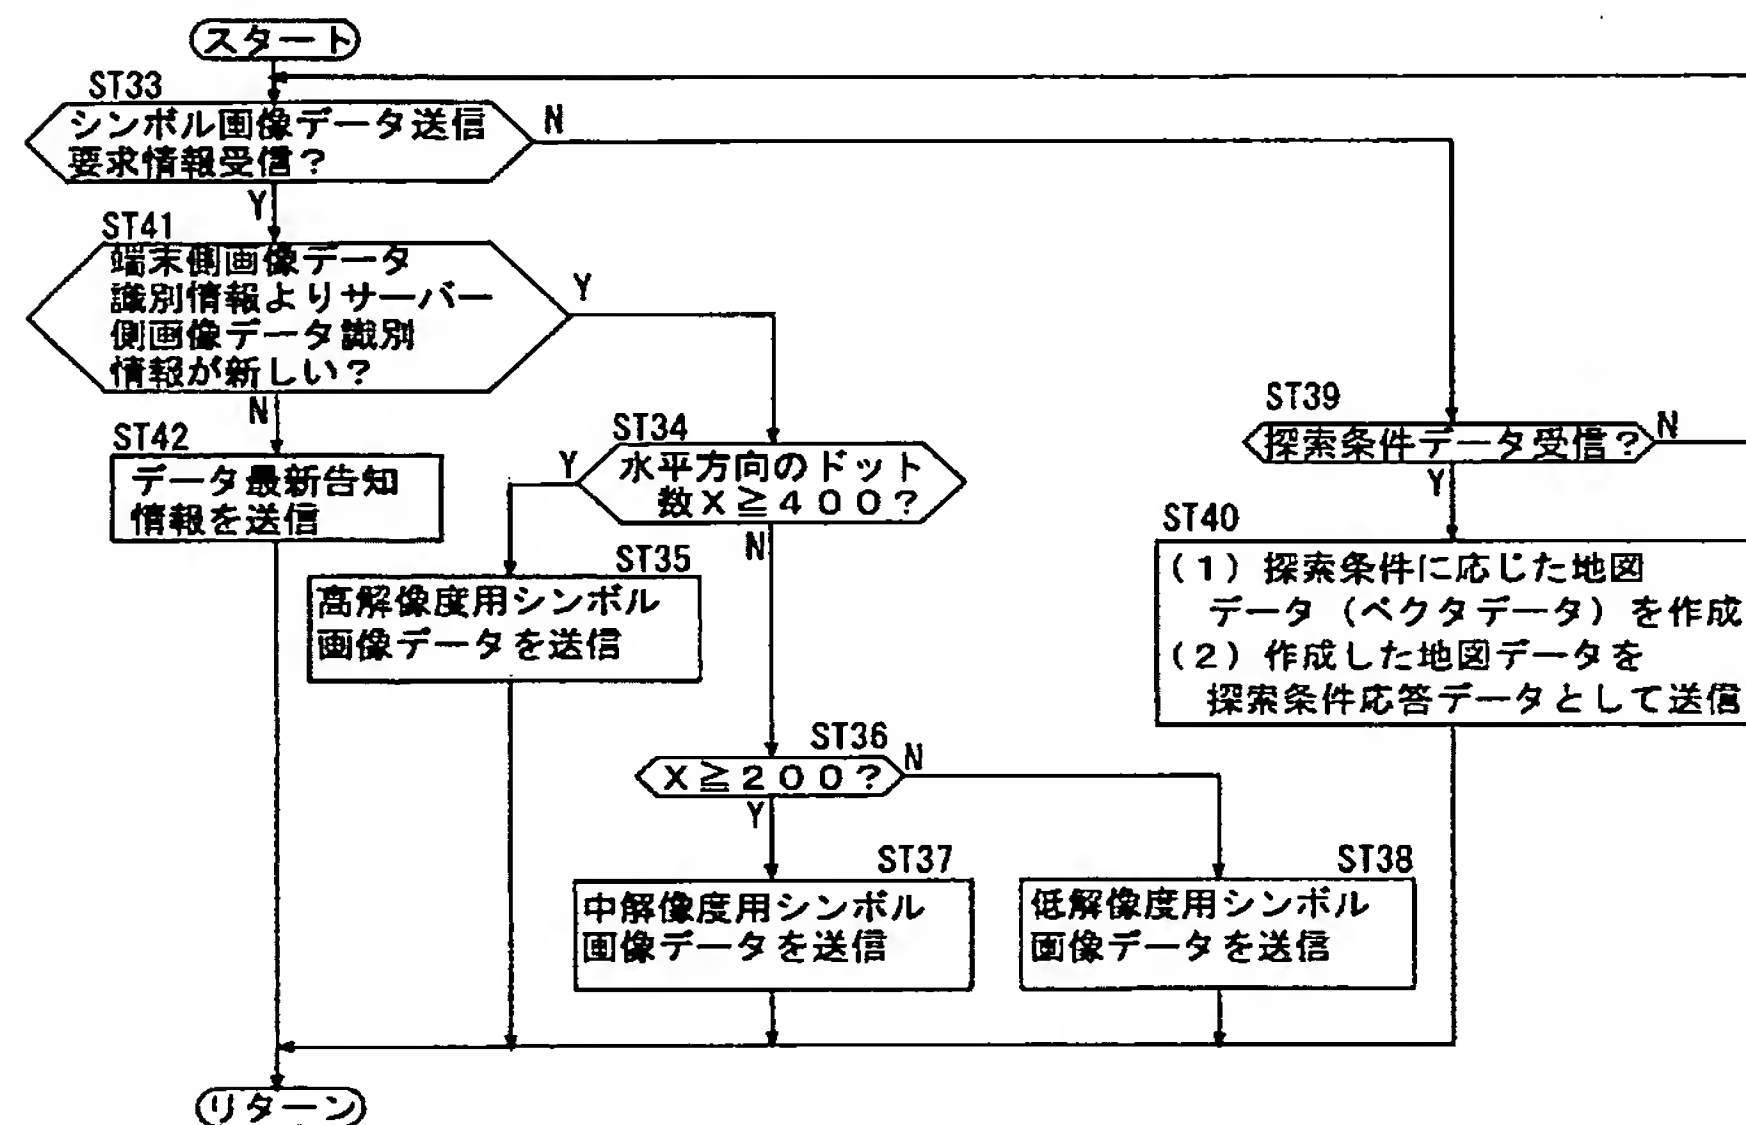 スタート
ST33
シンボル画像データ送信
要求情報受信?
N
Y
ST41
端末側画像データ
識別情報よりサーバー
側画像データ識別
情報が新しい?
Y
N
ST42
データ最新告知
情報を送信
ST34
水平方向のドット
数X≧400?
Y
N
ST35
高解像度用シンボル
画像データを送信
ST36
X≧200?
N
Y
ST37
中解像度用シンボル
画像データを送信
ST38
低解像度用シンボル
画像データを送信
ST39
探索条件データ受信?
N
Y
ST40
(1)探索条件に応じた地図
データ(ベクタデータ)を作成
(2)作成した地図データを
探索条件応答データとして送信
リターン